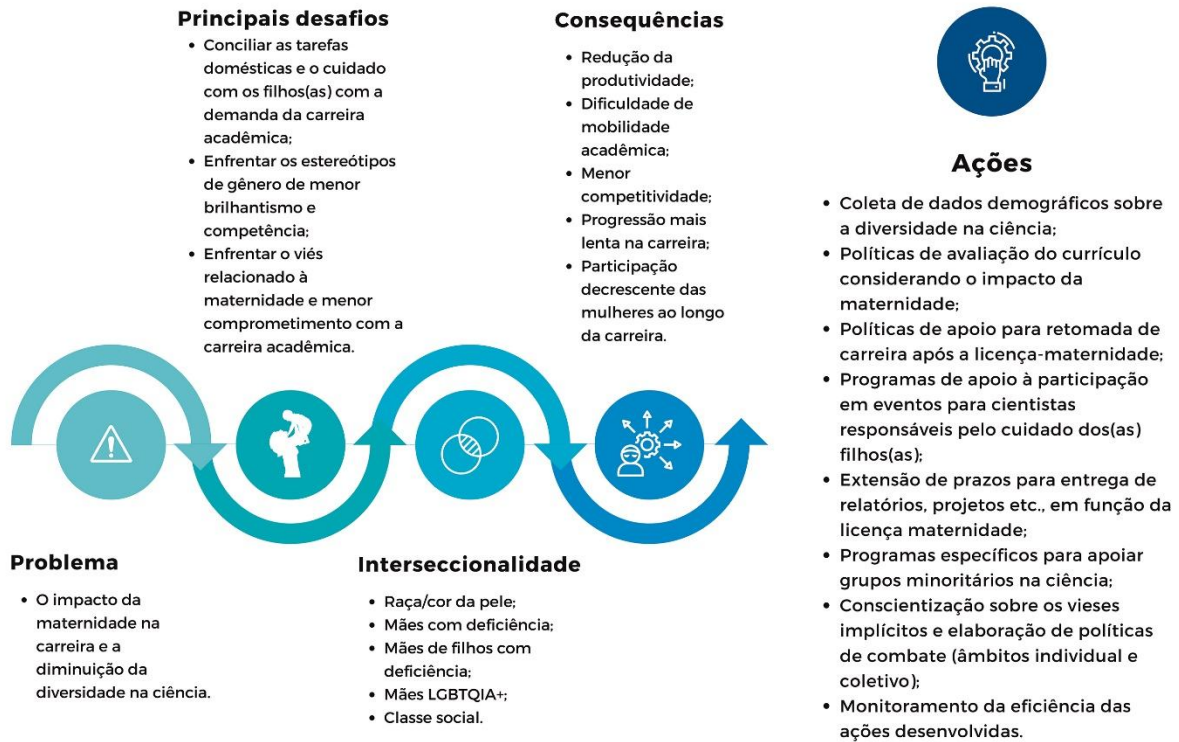 Principais desafios
• Conciliar as tarefas
domésticas e o cuidado
com os filhos(as) com a
demanda da carreira
acadêmica;
• Enfrentar os estereótipos
de gênero de menor
brilhantismo e
competência;
• Enfrentar o viés
relacionado à
maternidade e menor
comprometimento com a
carreira acadêmica.
Consequências
• Redução da
produtividade;
• Dificuldade de
mobilidade
acadêmica;
• Menor
competitividade;
• Progressão mais
lenta na carreira;
• Participação
decrescente das
mulheres ao longo
da carreira.
Problema
• O impacto da
maternidade na
carreira e a
diminuição da
diversidade na ciência.
Interseccionalidade
• Raça/cor da pele;
• Mães com deficiência;
• Mães de filhos com
deficiência;
• Mães LGBTQIA+;
• Classe social.
Ações
• Coleta de dados demográficos sobre
a diversidade na ciência;
• Políticas de avaliação do currículo
considerando o impacto da
maternidade;
• Políticas de apoio para retomada de
carreira após a licença-maternidade;
• Programas de apoio à participação
em eventos para cientistas
responsáveis pelo cuidado dos(as)
filhos(as);
• Extensão de prazos para entrega de
relatórios, projetos etc., em função da
licença maternidade;
• Programas específicos para apoiar
grupos minoritários na ciência;
• Conscientização sobre os vieses
implícitos e elaboração de políticas
de combate (âmbitos individual e
coletivo);
• Monitoramento da eficiência das
ações desenvolvidas.